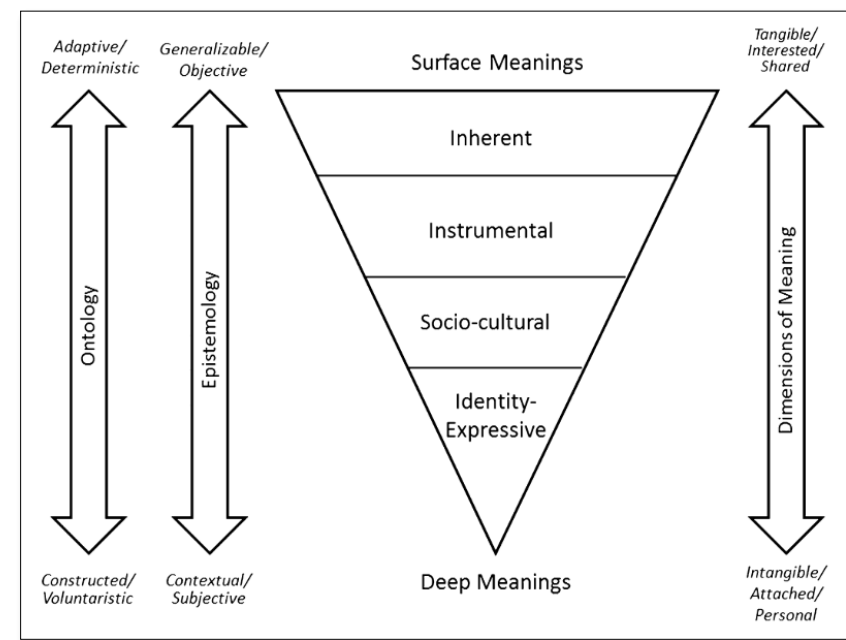 Adaptive/
Deterministic
Generalizable/
Objective
Surface Meanings
Tangible/
Interested/
Shared
Inherent
Instrumental
Socio-cultural
Identity-
Expressive
Ontology
Epistemology
Dimensions of Meaning
Constructed/
Voluntaristic
Contextual/
Subjective
Deep Meanings
Intangible/
Attached/
Personal